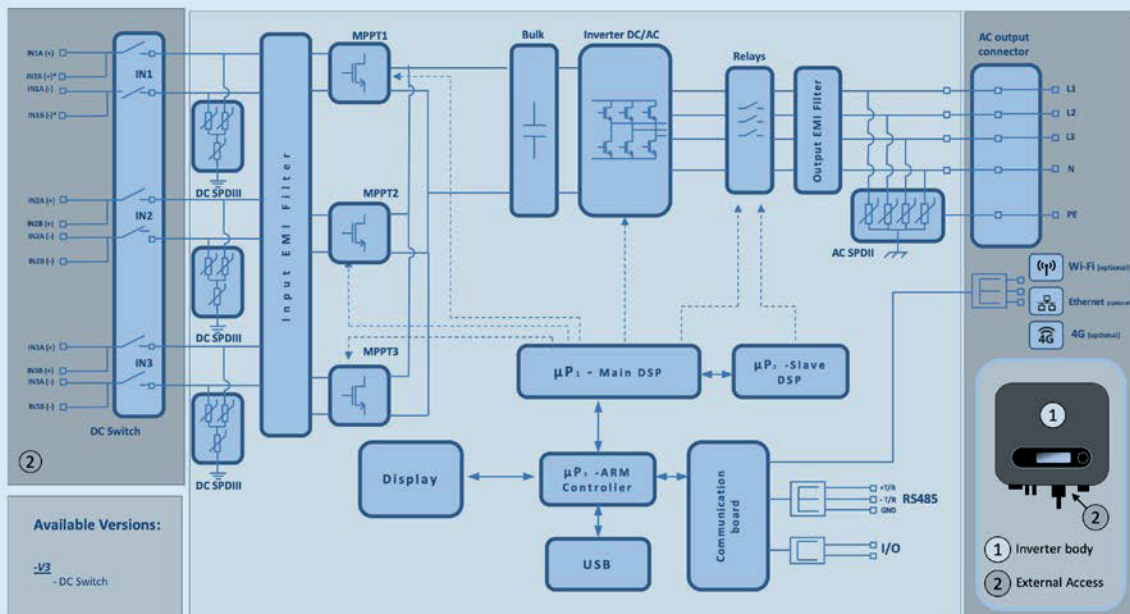 IN1A (+)
IN1B (+)*
IN1A (-)
IN1B (-)*
IN1
IN2A (+)
IN2B (+)
IN2A (-)
IN2B (-)
IN2
IN3A (+)
IN3B (+)
IN3A (-)
IN3B (-)
IN3
DC Switch
2
DC SPDIII
DC SPDIII
DC SPDIII
Input EMI Filter
MPPT1
MPPT2
MPPT3
Bulk
Inverter DC/AC
Relays
Output EMI Filter
AC SPDII
AC output
connector
L1
L2
L3
N
PE
Wi-Fi (optional)
Ethernet
4G
4G (optional)
µP1 - Main DSP
µP2 -Slave
DSP
µP3 -ARM
Controller
Display
USB
Communication
board
+T/R
- T/R
GND
RS485
I/O
Available Versions:
-V3
- DC Switch
1
2
1 Inverter body
2 External Access